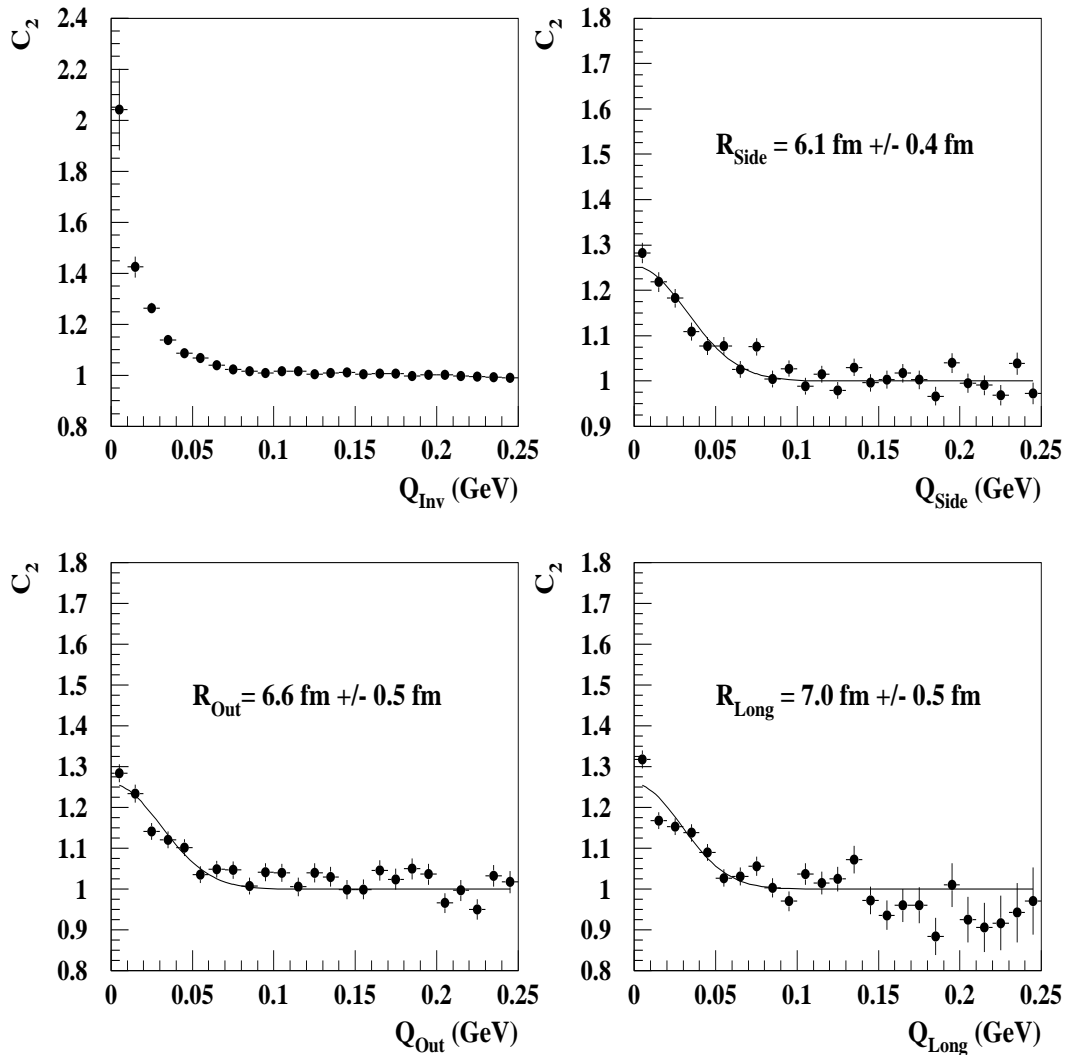 C2
2.4
2.2
2
1.8
1.6
1.4
1.2
1
0.8
0 0.05 0.1 0.15 0.2 0.25
QInv (GeV)
C2
1.8
1.7
1.6
1.5
1.4
1.3
1.2
1.1
1
0.9
RSide = 6.1 fm +/- 0.4 fm
0 0.05 0.1 0.15 0.2 0.25
QSide (GeV)
C2
1.8
1.7
1.6
1.5
1.4
1.3
1.2
1.1
1
0.9
0.8
ROut= 6.6 fm +/- 0.5 fm
0 0.05 0.1 0.15 0.2 0.25
QOut (GeV)
C2
1.8
1.7
1.6
1.5
1.4
1.3
1.2
1.1
1
0.9
0.8
RLong = 7.0 fm +/- 0.5 fm
0 0.05 0.1 0.15 0.2 0.25
QLong (GeV)